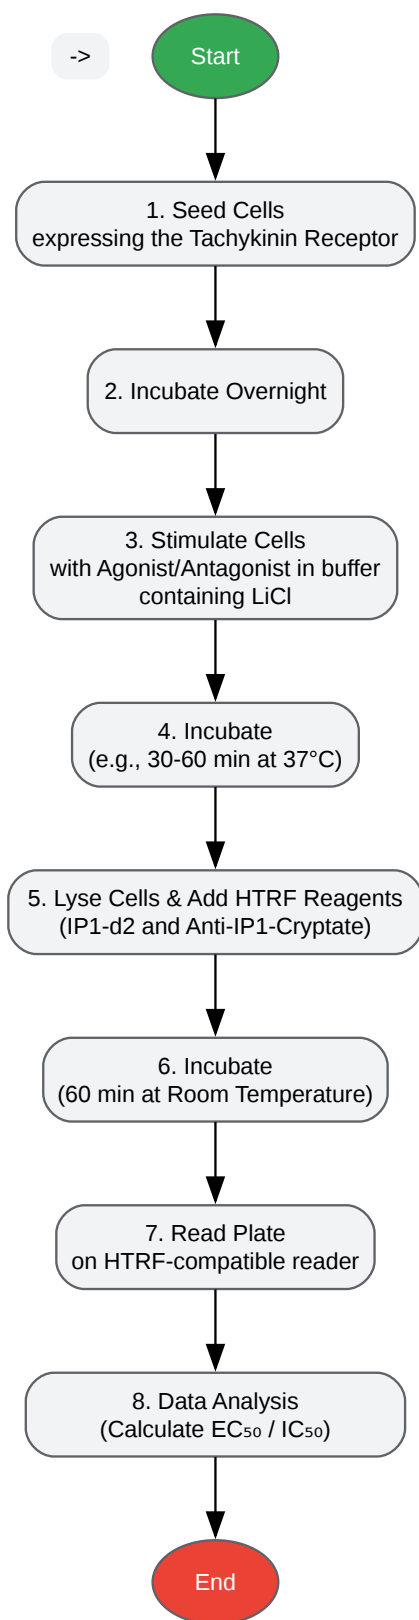 ->
Start
1. Seed Cells
expressing the Tachykinin Receptor
2. Incubate Overnight
3. Stimulate Cells
with Agonist/Antagonist in buffer
containing LiCl
4. Incubate
(e.g., 30-60 min at 37°C)
5. Lyse Cells & Add HTRF Reagents
(IP1-d2 and Anti-IP1-Cryptate)
6. Incubate
(60 min at Room Temperature)
7. Read Plate
on HTRF-compatible reader
8. Data Analysis
(Calculate EC₅₀ / IC₅₀)
End